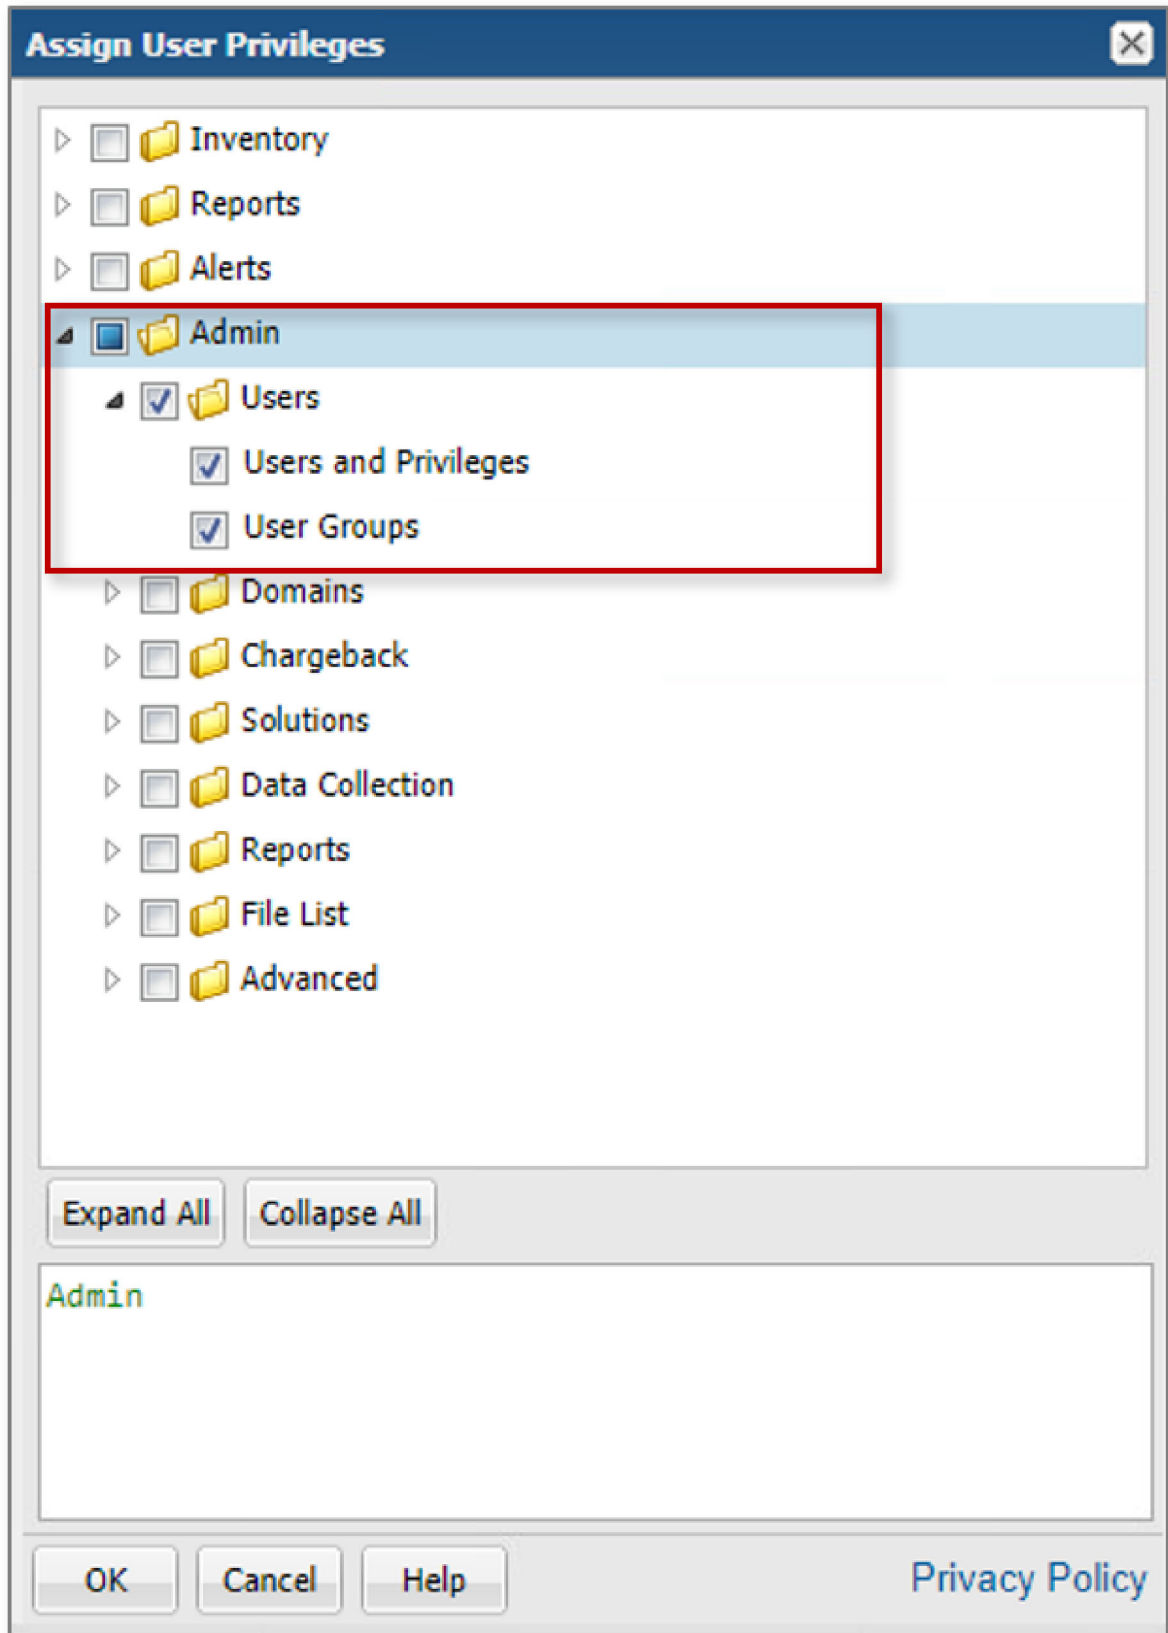 Assign User Privileges
Inventory
Reports
Alerts
Admin
Users
Users and Privileges
User Groups
Domains
Chargeback
Solutions
Data Collection
Reports
File List
Advanced
Expand All Collapse All
Admin
OK Cancel Help Privacy Policy